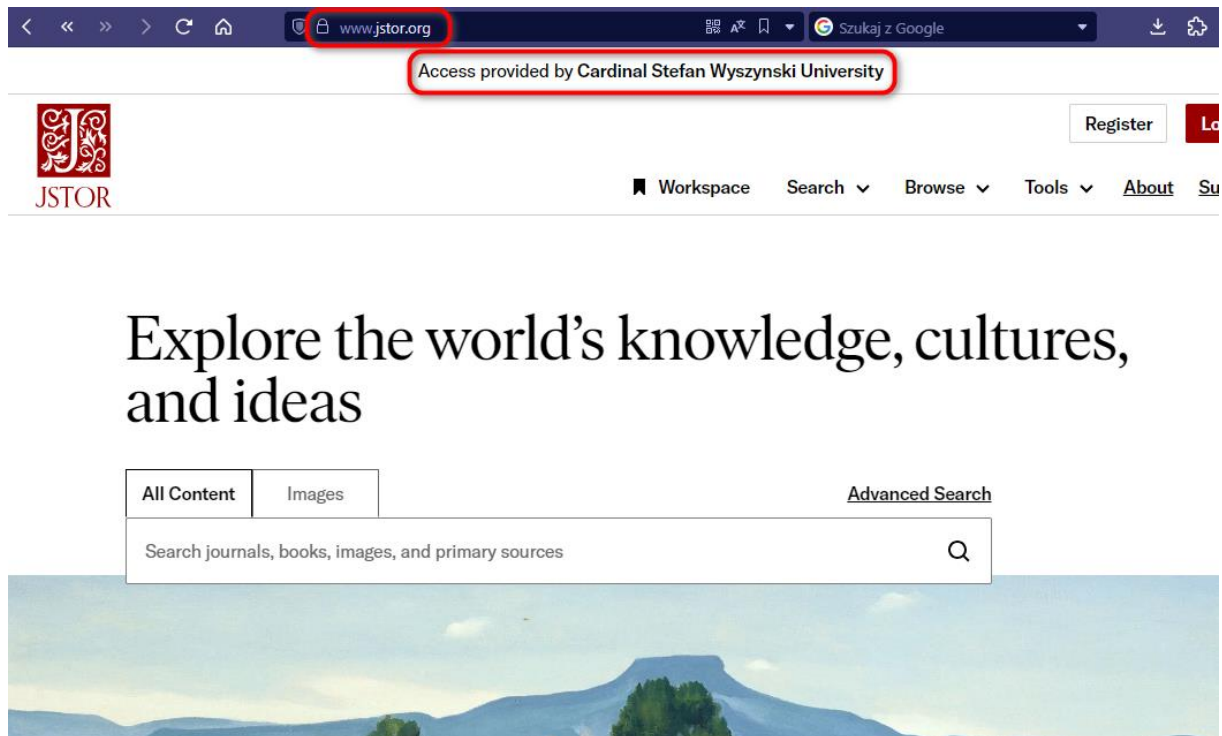 www.jstor.org
Szukaj z Google
Access provided by Cardinal Stefan Wyszynski University
JSTOR
Register
Lo
Workspace Search Browse Tools About Su
Explore the world’s knowledge, cultures,
and ideas
All Content Images Advanced Search
Search journals, books, images, and primary sources